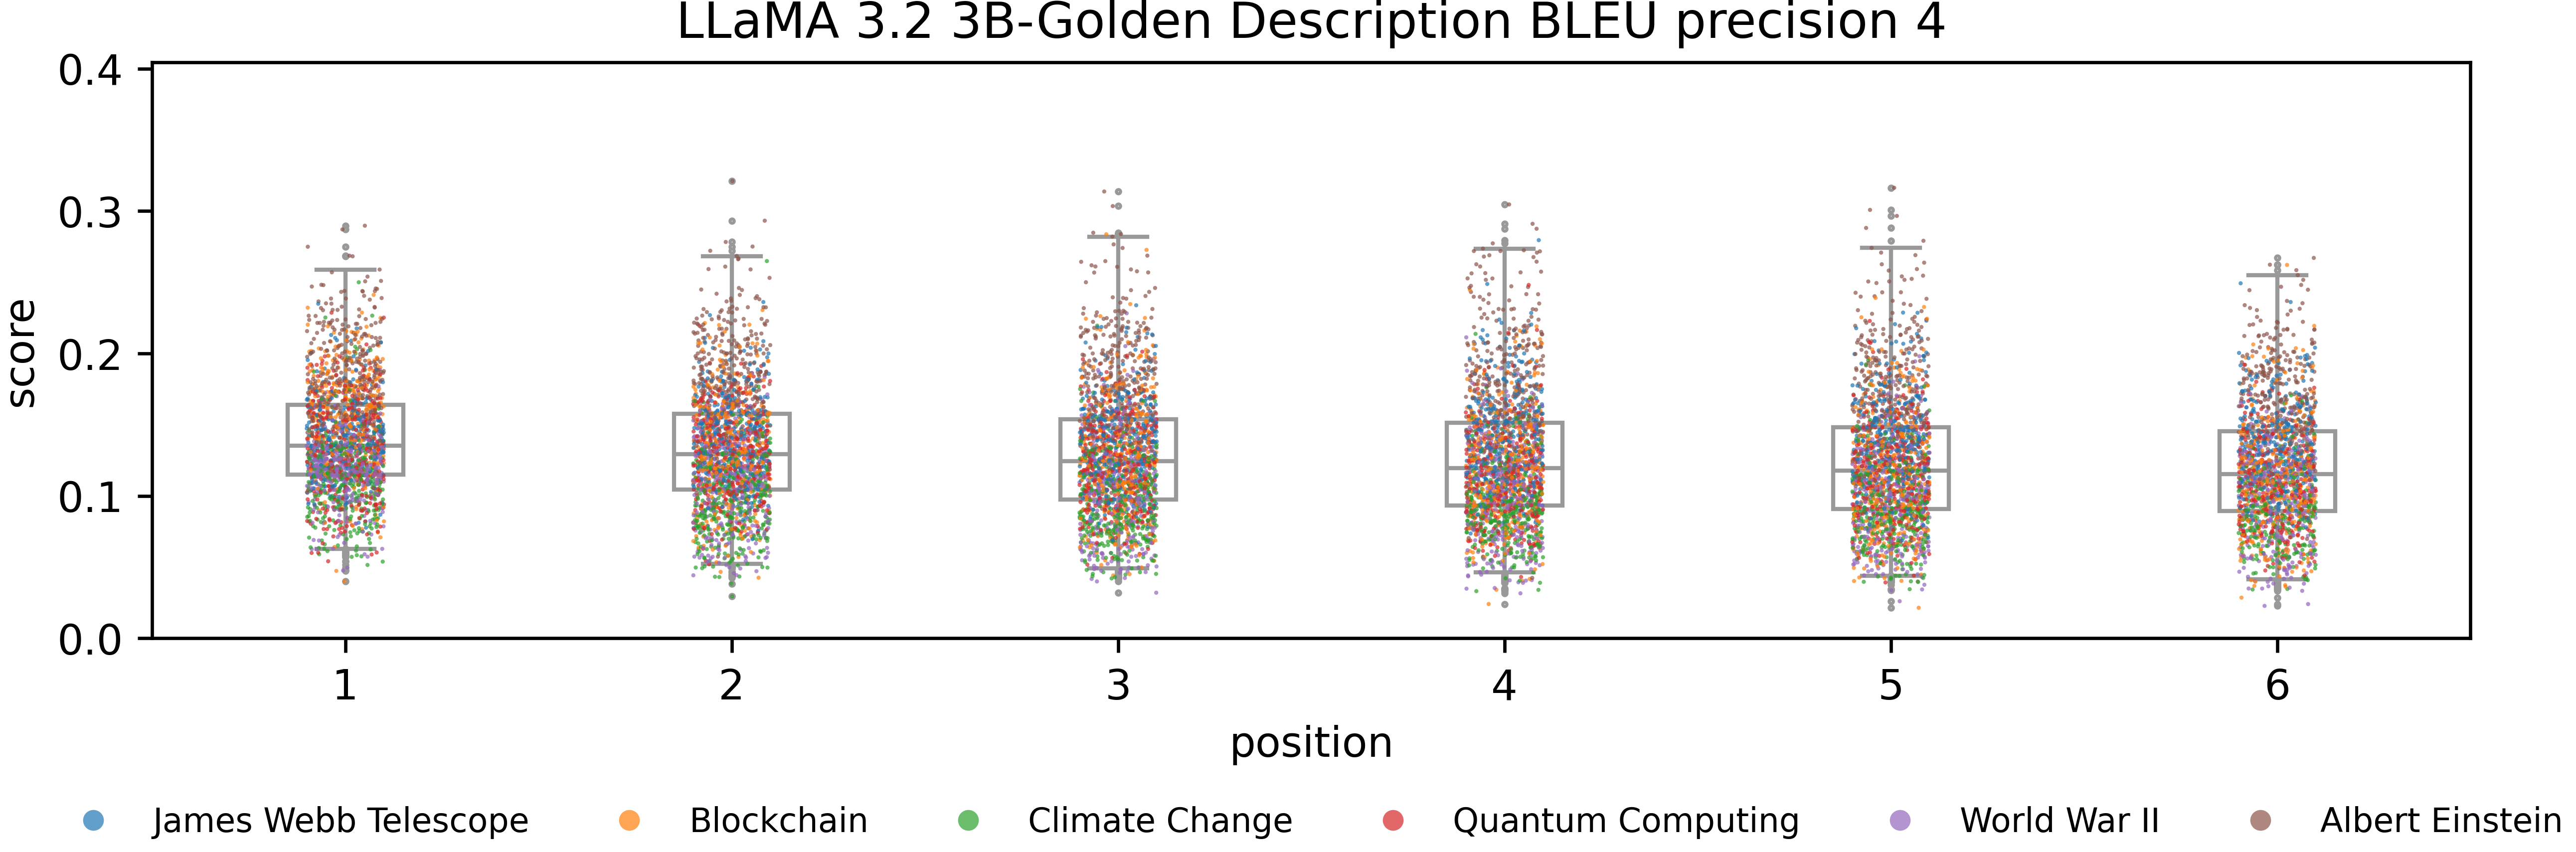 LLaMA 3.2 3B-Golden Description BLEU precision 4
0.4
0.3
0.2
0.1
0.0
score
1 2 3 4 5 6
position
James Webb Telescope Blockchain Climate Change Quantum Computing World War II Albert Einstein